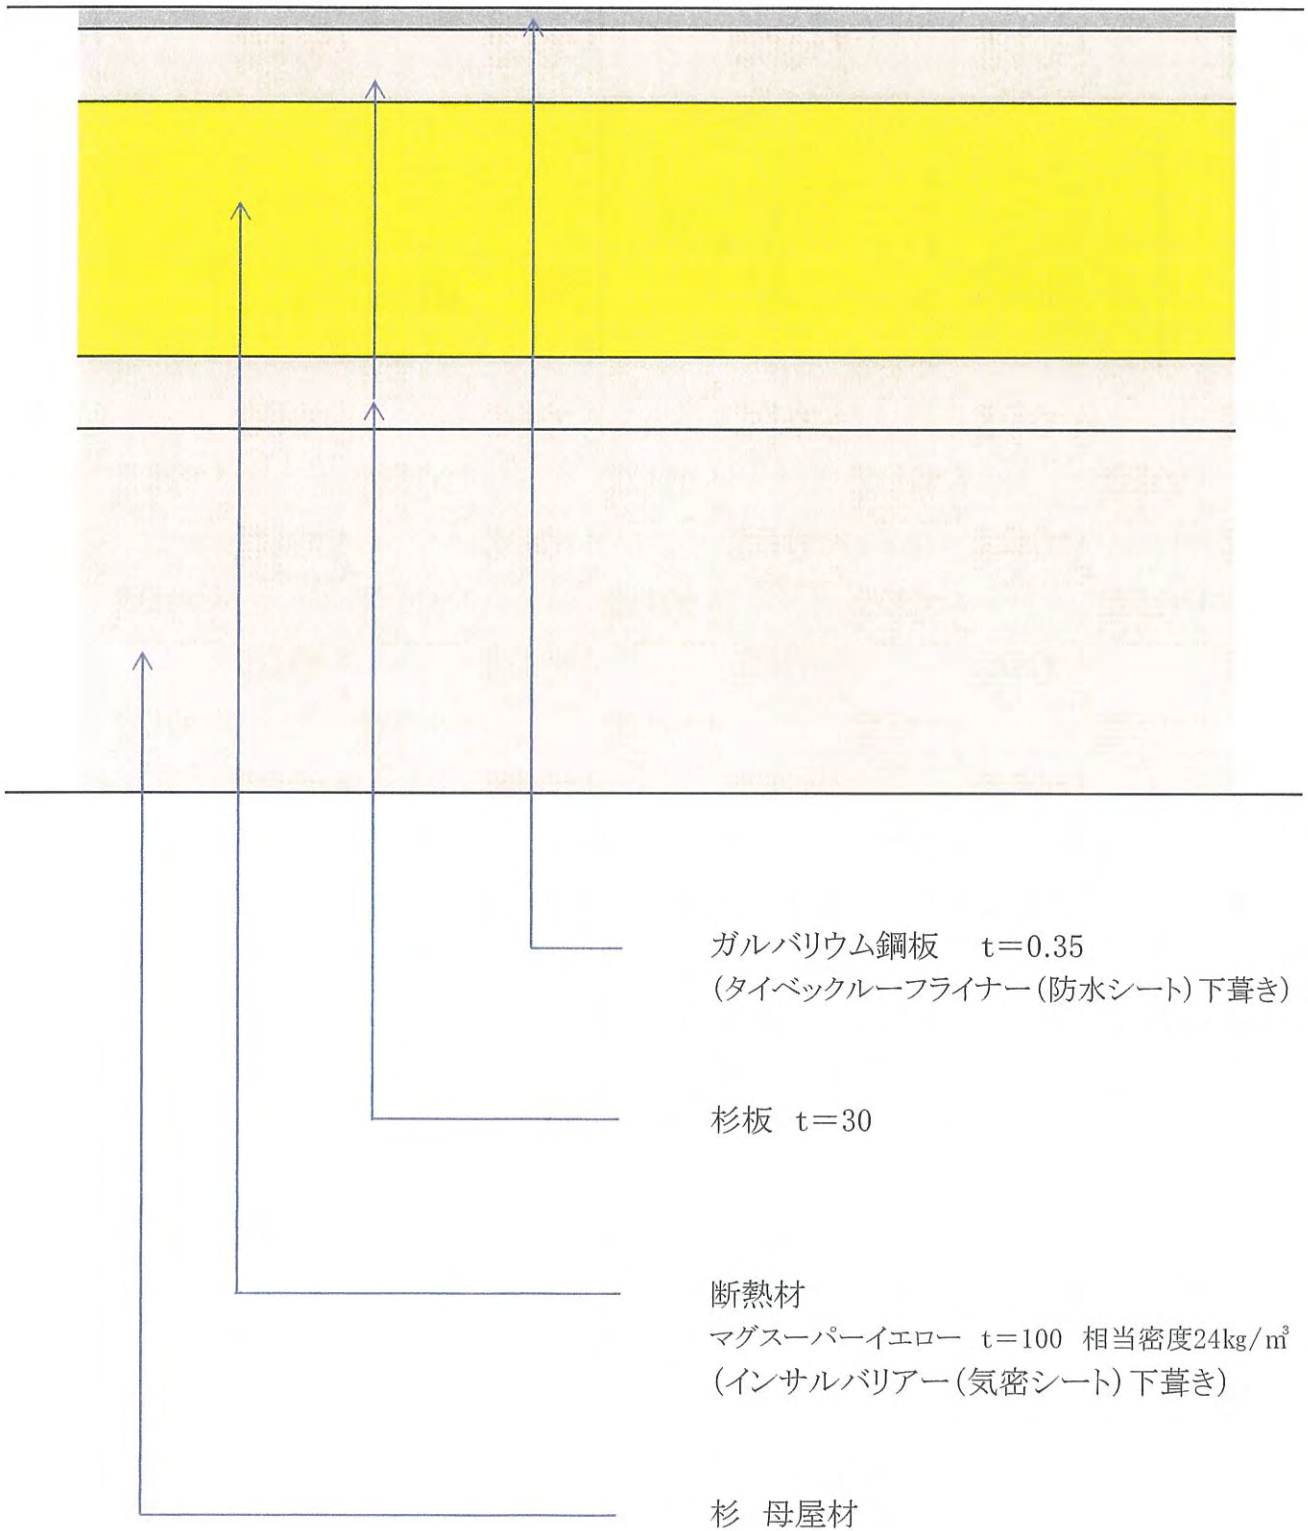 ガルバリウム鋼板　t＝0.35
（タイベックルーフライナー（防水シート）下葺き）
杉板 t＝30
断熱材
マグスーパーイエロー t＝100 相当密度24kg/㎥
（インサルバリアー（気密シート）下葺き）
杉 母屋材